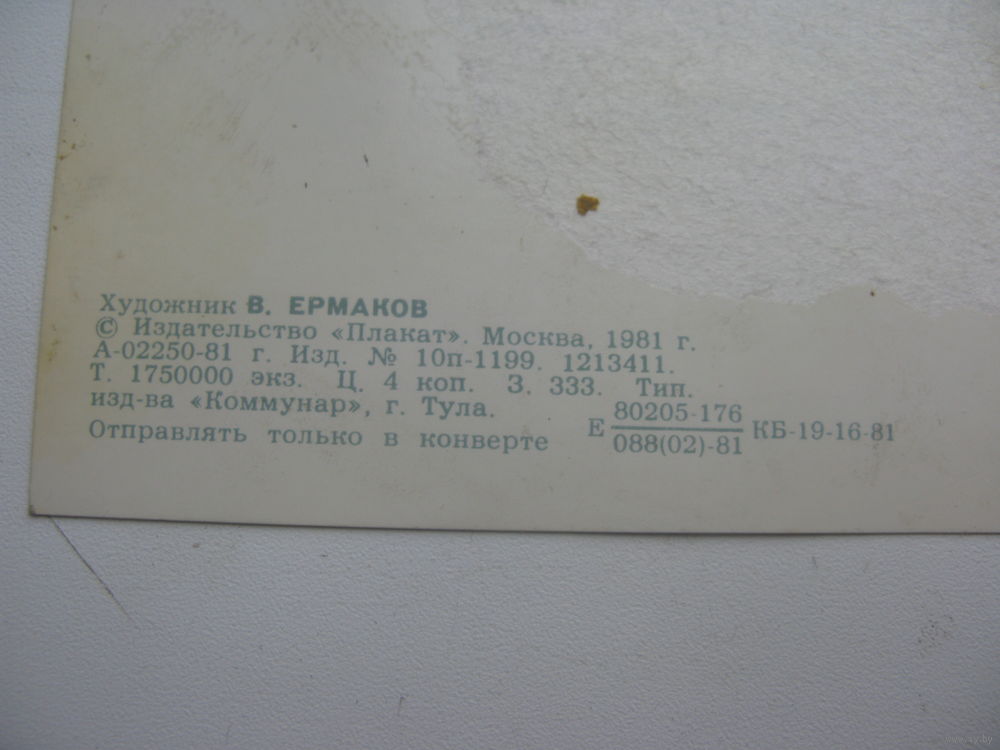 Художник В. ЕРМАКОВ
© Издательство «Плакат». Москва, 1981 г.
А-02250-81 г. Изд. № 10п-1199. 1213411.
Т. 1750000 экз. Ц. 4 коп. З. 333. Тип.
изд-ва «Коммунар», г. Тула.
Отправлять только в конверте
Е 80205-176 КБ-19-16-81
088(02)-81